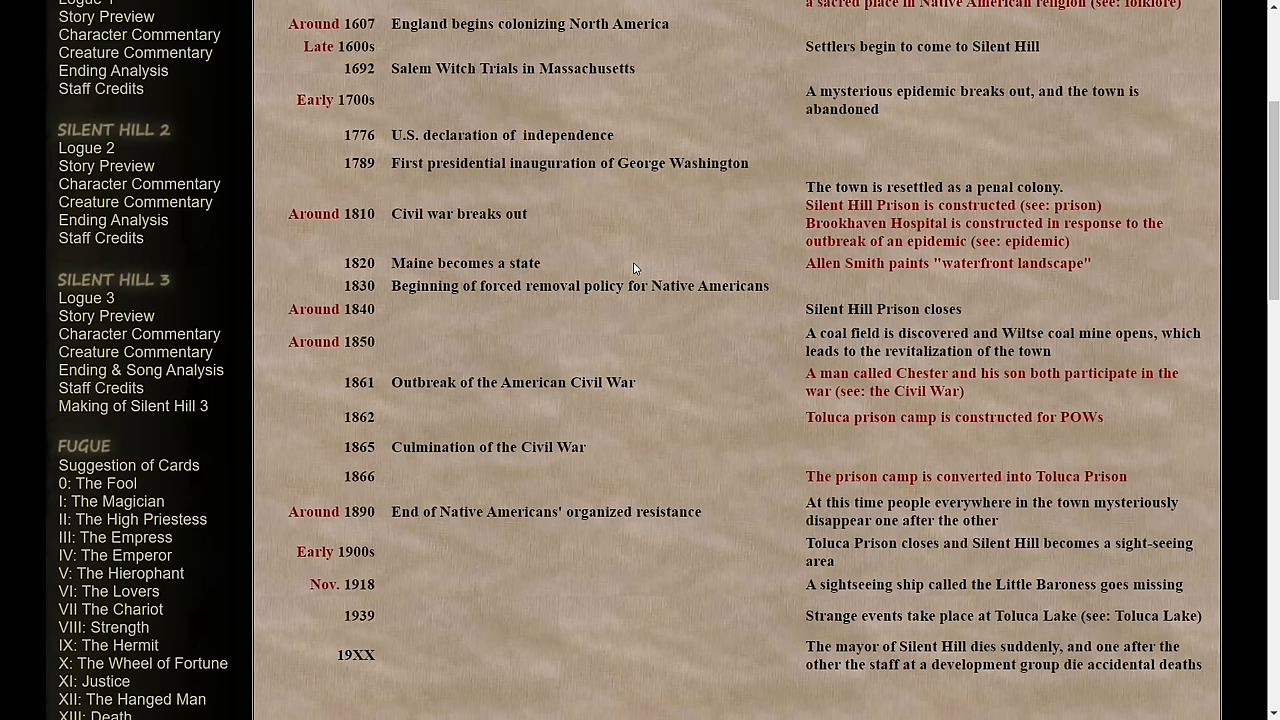 Logue 1
Story Preview
Character Commentary
Creature Commentary
Ending Analysis
Staff Credits
SILENT HILL 2
Logue 2
Story Preview
Character Commentary
Creature Commentary
Ending Analysis
Staff Credits
SILENT HILL 3
Logue 3
Story Preview
Character Commentary
Creature Commentary
Ending & Song Analysis
Staff Credits
Making of Silent Hill 3
FUGUE
Suggestion of Cards
0: The Fool
I: The Magician
II: The High Priestess
III: The Empress
IV: The Emperor
V: The Hierophant
VI: The Lovers
VII The Chariot
VIII: Strength
IX: The Hermit
X: The Wheel of Fortune
XI: Justice
XII: The Hanged Man
XIII: Death
a sacred place in Native American religion (see: folklore)
Around 1607 England begins colonizing North America
Late 1600s Settlers begin to come to Silent Hill
1692 Salem Witch Trials in Massachusetts
Early 1700s A mysterious epidemic breaks out, and the town is
abandoned
1776 U.S. declaration of independence
1789 First presidential inauguration of George Washington
The town is resettled as a penal colony.
Silent Hill Prison is constructed (see: prison)
Around 1810 Civil war breaks out
Brookhaven Hospital is constructed in response to the
outbreak of an epidemic (see: epidemic)
1820 Maine becomes a state Allen Smith paints "waterfront landscape"
1830 Beginning of forced removal policy for Native Americans
Around 1840 Silent Hill Prison closes
Around 1850 A coal field is discovered and Wiltse coal mine opens, which
leads to the revitalization of the town
1861 Outbreak of the American Civil War A man called Chester and his son both participate in the
war (see: the Civil War)
1862 Toluca prison camp is constructed for POWs
1865 Culmination of the Civil War
1866 The prison camp is converted into Toluca Prison
Around 1890 End of Native Americans' organized resistance At this time people everywhere in the town mysteriously
disappear one after the other
Early 1900s Toluca Prison closes and Silent Hill becomes a sight-seeing
area
Nov. 1918 A sightseeing ship called the Little Baroness goes missing
1939 Strange events take place at Toluca Lake (see: Toluca Lake)
19XX The mayor of Silent Hill dies suddenly, and one after the
other the staff at a development group die accidental deaths